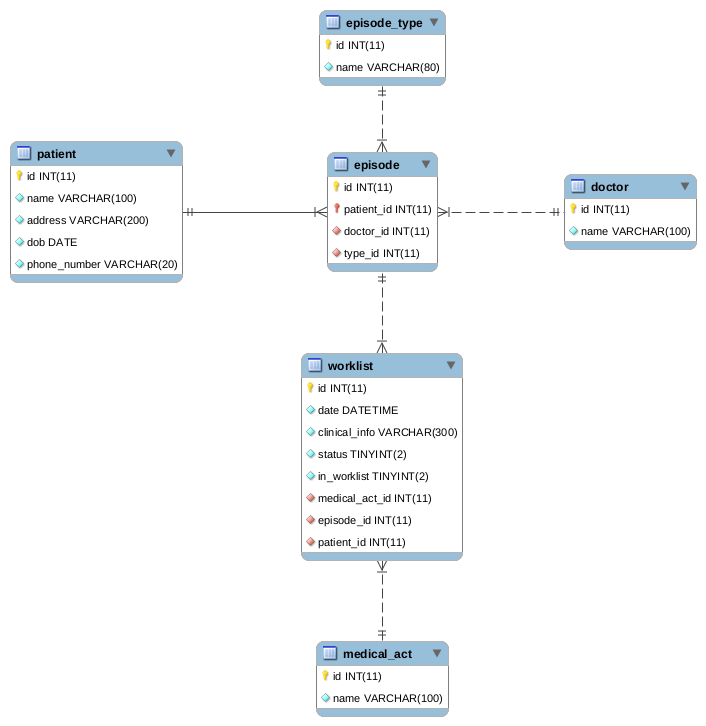 episode_type
id INT(11)
name VARCHAR(80)
patient
id INT(11)
name VARCHAR(100)
address VARCHAR(200)
dob DATE
phone_number VARCHAR(20)
episode
id INT(11)
patient_id INT(11)
doctor_id INT(11)
type_id INT(11)
doctor
id INT(11)
name VARCHAR(100)
worklist
id INT(11)
date DATETIME
clinical_info VARCHAR(300)
status TINYINT(2)
in_worklist TINYINT(2)
medical_act_id INT(11)
episode_id INT(11)
patient_id INT(11)
medical_act
id INT(11)
name VARCHAR(100)